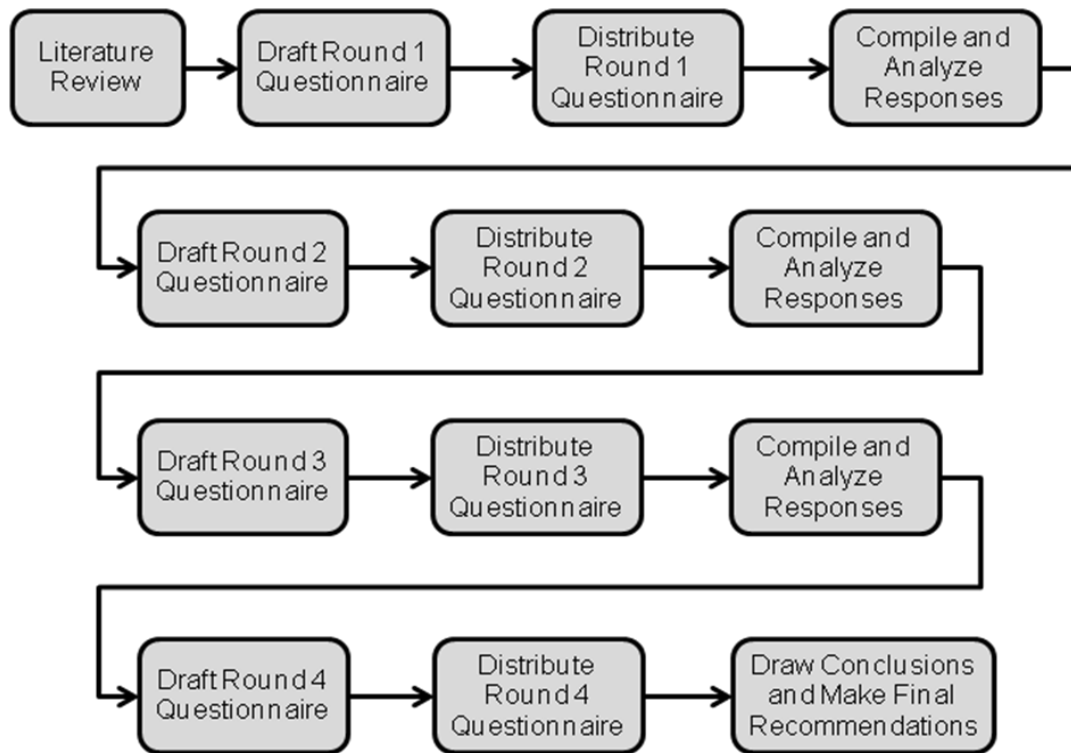 Literature
Review
Draft Round 1
Questionnaire
Distribute
Round 1
Questionnaire
Compile and
Analyze
Responses
Draft Round 2
Questionnaire
Distribute
Round 2
Questionnaire
Compile and
Analyze
Responses
Draft Round 3
Questionnaire
Distribute
Round 3
Questionnaire
Compile and
Analyze
Responses
Draft Round 4
Questionnaire
Distribute
Round 4
Questionnaire
Draw Conclusions
and Make Final
Recommendations